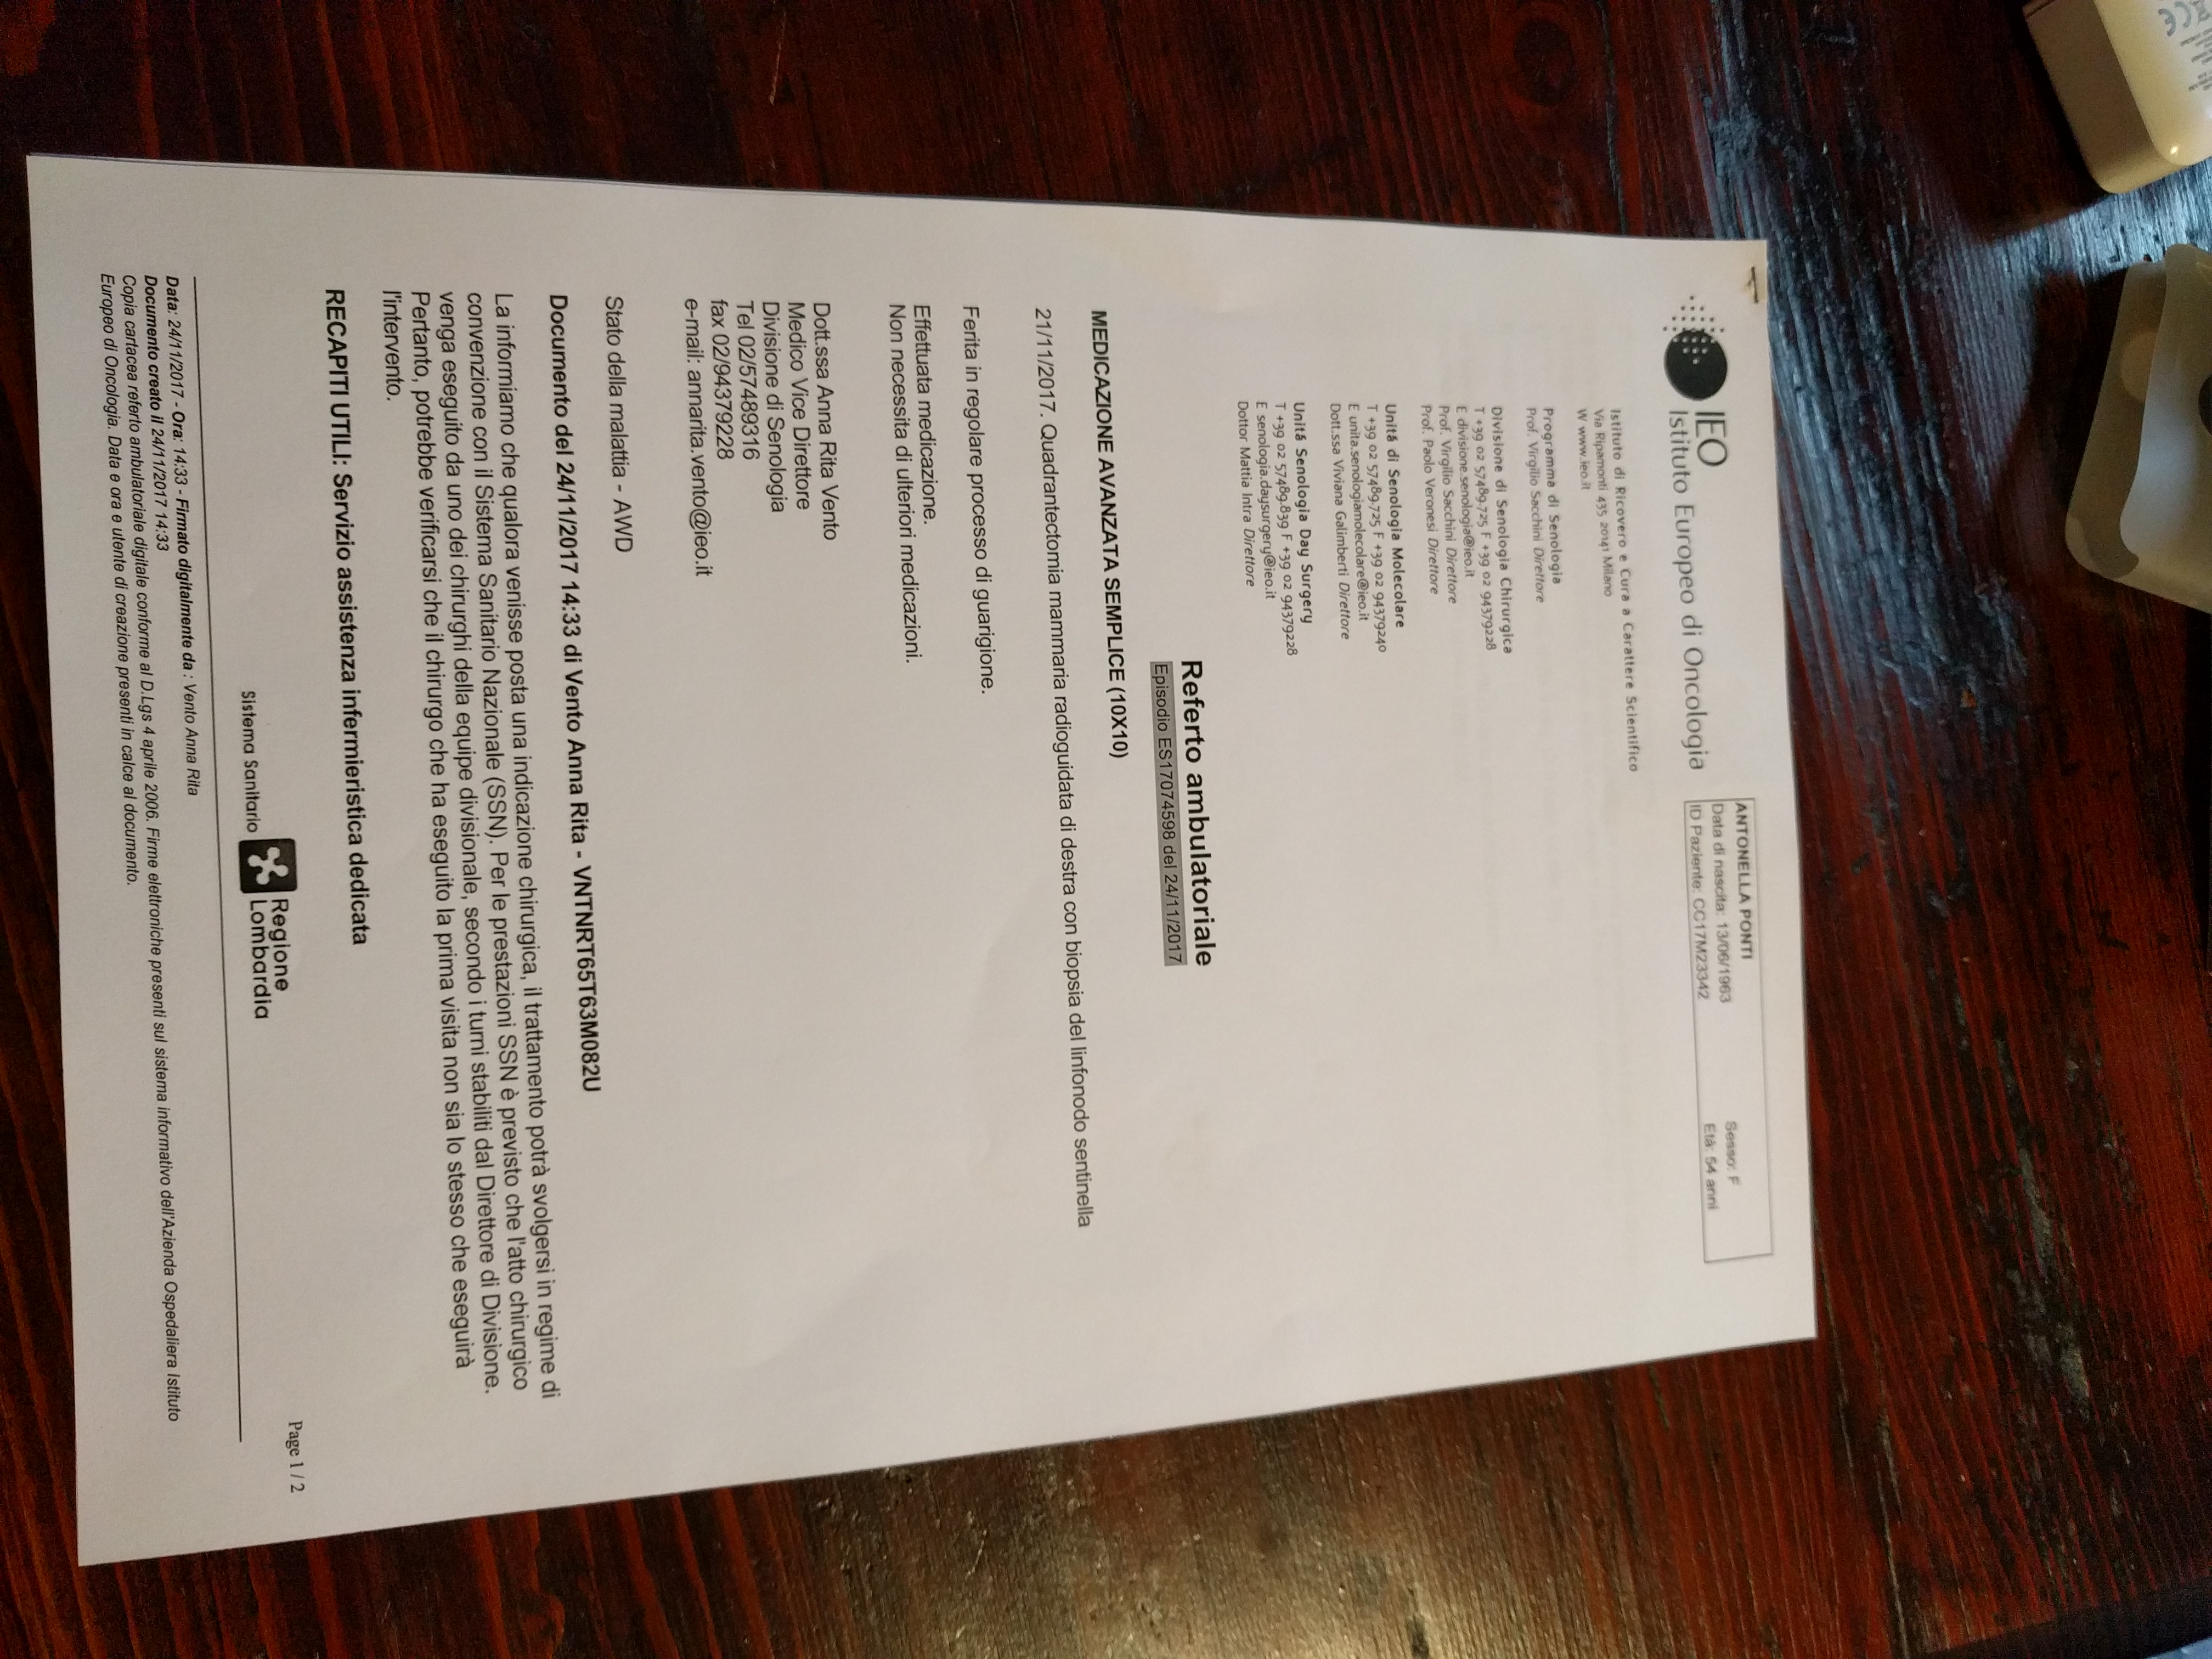 IEO
Istituto Europeo di Oncologia
ANTONELLA PONTI
Data di nascita: 13/06/1963
Sesso: F
ID Paziente: CC17M23342
Età: 54 anni
Istituto di Ricovero e Cura a Carattere Scientifico
Via Ripamonti 435 20141 Milano
W www.ieo.it
Programma di Senologia
Prof. Virgilio Sacchini Direttore
Divisione di Senologia Chirurgica
T +39 02 57489.725 F +39 02 94379228
E divisione.senologia@ieo.it
Prof. Virgilio Sacchini Direttore
Prof. Paolo Veronesi Direttore
Unità di Senologia Molecolare
T +39 02 57489.725 F +39 02 94379240
E unita.senologiamolecolare@ieo.it
Dott.ssa Viviana Galimberti Direttore
Unità Senologia Day Surgery
T +39 02 57489.839 F +39 02 94379228
E senologia.daysurgery@ieo.it
Dottor Mattia Intra Direttore
Referto ambulatoriale
Episodio ES17074598 del 24/11/2017
MEDICAZIONE AVANZATA SEMPLICE (10X10)
21/11/2017. Quadrantectomia mammaria radioguidata di destra con biopsia del linfonodo sentinella
Ferita in regolare processo di guarigione.
Effettuata medicazione.
Non necessita di ulteriori medicazioni.
Dott.ssa Anna Rita Vento
Medico Vice Direttore
Divisione di Senologia
Tel 02/57489316
fax 02/94379228
e-mail: annarita.vento@ieo.it
Stato della malattia - AWD
Documento del 24/11/2017 14:33 di Vento Anna Rita - VNTNRT65T63M082U
La informiamo che qualora venisse posta una indicazione chirurgica, il trattamento potrà svolgersi in regime di
convenzione con il Sistema Sanitario Nazionale (SSN). Per le prestazioni SSN è previsto che l'atto chirurgico
venga eseguito da uno dei chirurghi della equipe divisionale, secondo i turni stabiliti dal Direttore di Divisione.
Pertanto, potrebbe verificarsi che il chirurgo che ha eseguito la prima visita non sia lo stesso che eseguirà
l'intervento.
RECAPITI UTILI: Servizio assistenza infermieristica dedicata
Page 1 / 2
Sistema Sanitario
Regione
Lombardia
Data: 24/11/2017 - Ora: 14:33 - Firmato digitalmente da : Vento Anna Rita
Documento creato il 24/11/2017 14:33
Copia cartacea referto ambulatoriale digitale conforme al D.Lgs 4 aprile 2006. Firme elettroniche presenti sul sistema informativo dell'Azienda Ospedaliera Istituto
Europeo di Oncologia. Data e ora e utente di creazione presenti in calce al documento.
CE